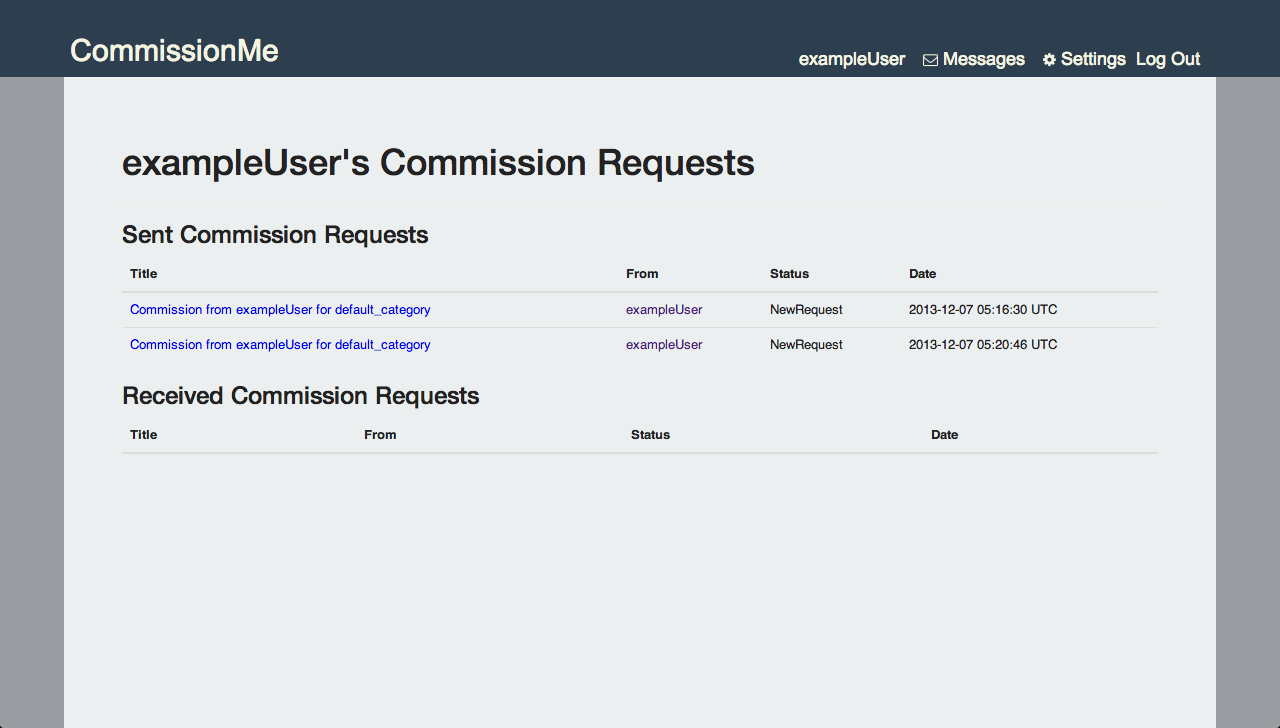 CommissionMe
exampleUser Messages Settings Log Out
exampleUser's Commission Requests
Sent Commission Requests
Title From Status Date
Commission from exampleUser for default_category exampleUser NewRequest 2013-12-07 05:16:30 UTC
Commission from exampleUser for default_category exampleUser NewRequest 2013-12-07 05:20:46 UTC
Received Commission Requests
Title From Status Date